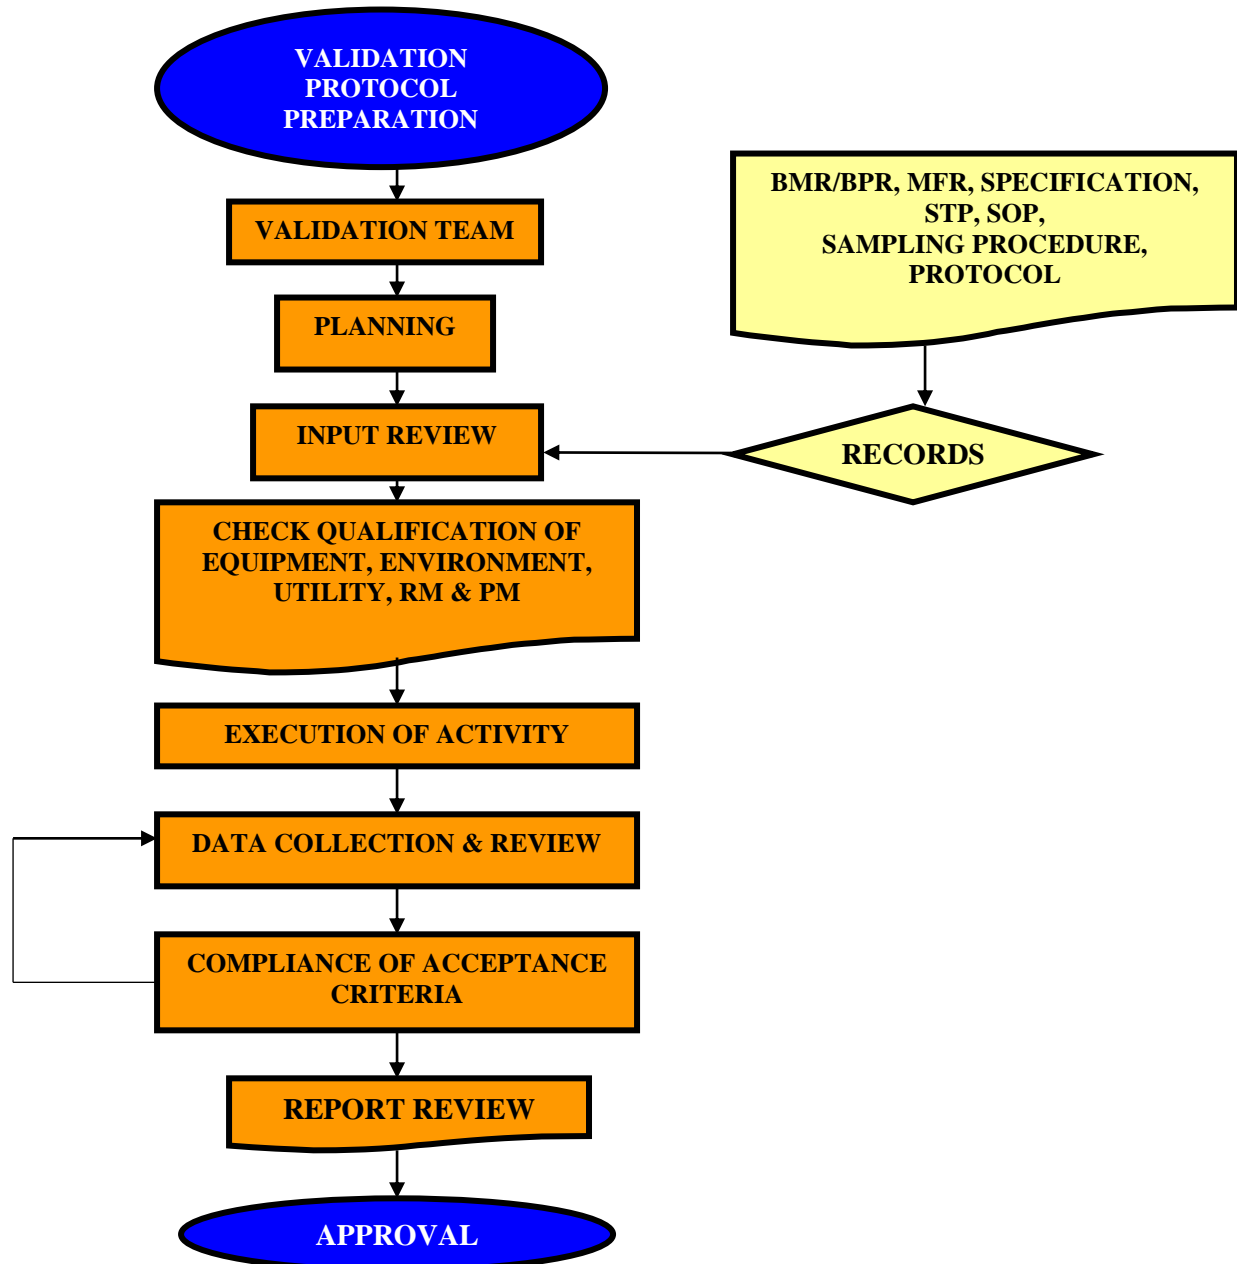 VALIDATION
PROTOCOL
PREPARATION
VALIDATION TEAM
PLANNING
BMR/BPR, MFR, SPECIFICATION,
STP, SOP,
SAMPLING PROCEDURE,
PROTOCOL
INPUT REVIEW
RECORDS
CHECK QUALIFICATION OF
EQUIPMENT, ENVIRONMENT,
UTILITY, RM & PM
EXECUTION OF ACTIVITY
DATA COLLECTION & REVIEW
COMPLIANCE OF ACCEPTANCE
CRITERIA
REPORT REVIEW
APPROVAL